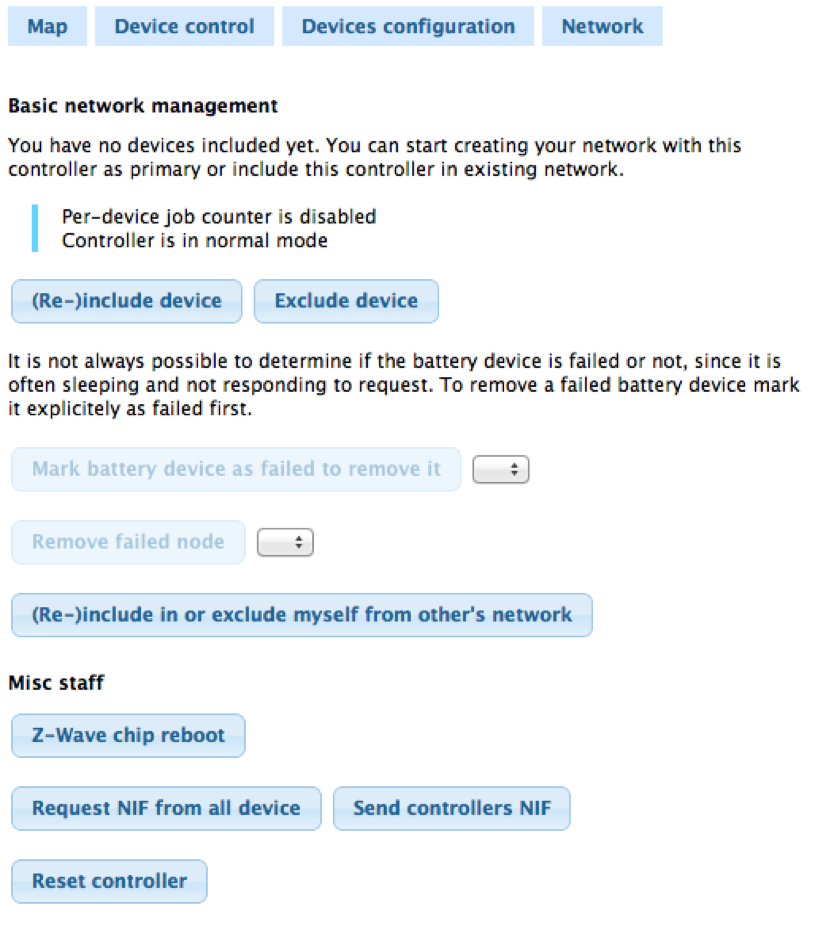 Map Device control Devices configuration Network
Basic network management
You have no devices included yet. You can start creating your network with this
controller as primary or include this controller in existing network.
Per-device job counter is disabled
Controller is in normal mode
(Re-)include device Exclude device
It is not always possible to determine if the battery device is failed or not, since it is
often sleeping and not responding to request. To remove a failed battery device mark
it explicitely as failed first.
Mark battery device as failed to remove it
Remove failed node
(Re-)include in or exclude myself from other's network
Misc staff
Z-Wave chip reboot
Request NIF from all device Send controllers NIF
Reset controller